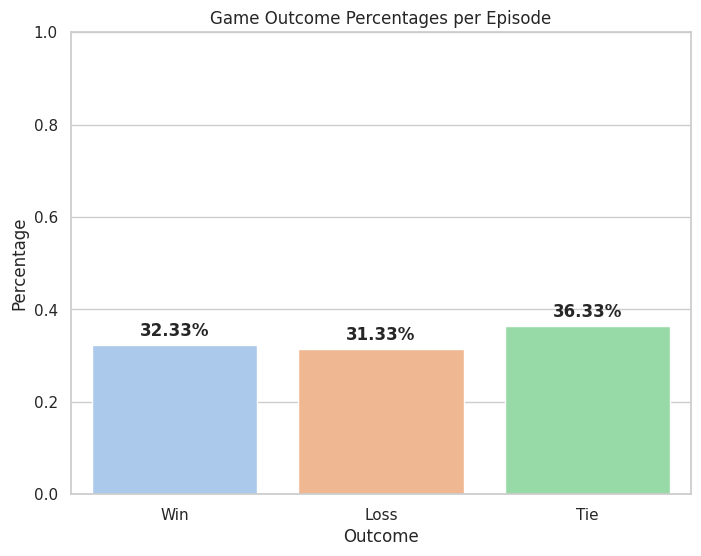 Game Outcome Percentages per Episode
1.0
0.8
0.6
0.4
0.2
0.0
Percentage
32.33%
31.33%
36.33%
Win
Loss
Tie
Outcome